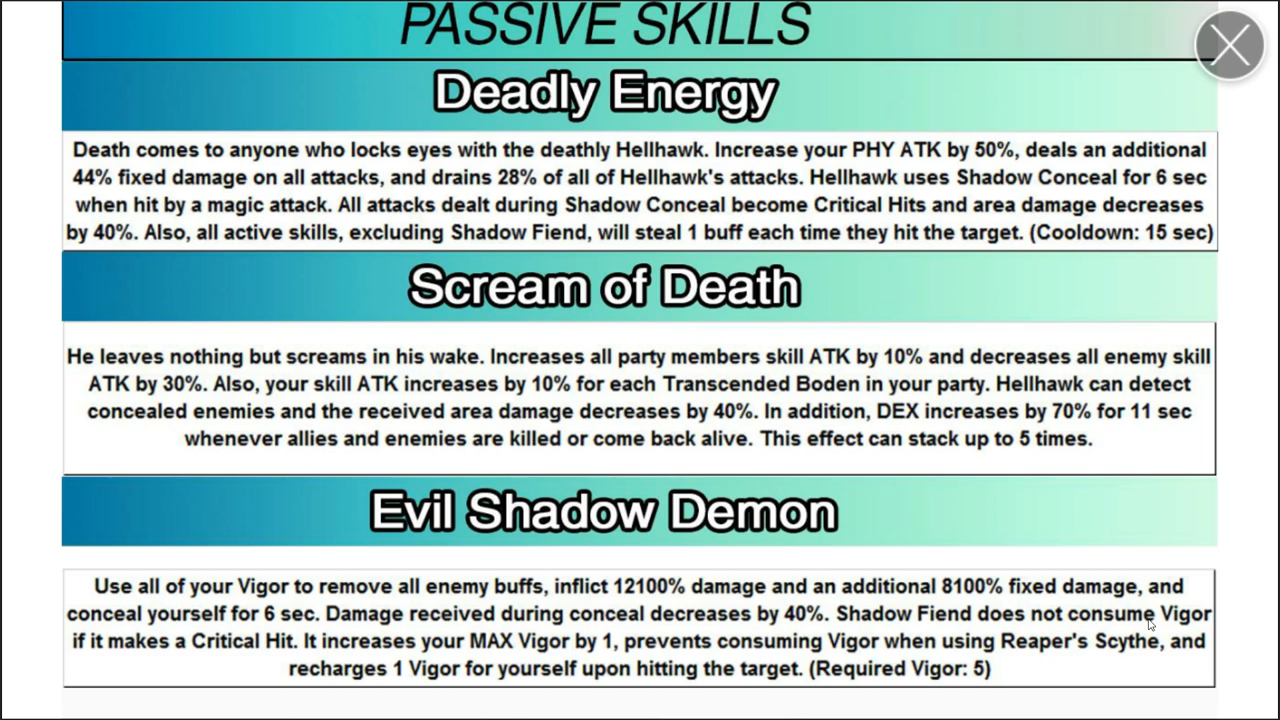 PASSIVE SKILLS
Deadly Energy
Death comes to anyone who locks eyes with the deathly Hellhawk. Increase your PHY ATK by 50%, deals an additional
44% fixed damage on all attacks, and drains 28% of all of Hellhawk's attacks. Hellhawk uses Shadow Conceal for 6 sec
when hit by a magic attack. All attacks dealt during Shadow Conceal become Critical Hits and area damage decreases
by 40%. Also, all active skills, excluding Shadow Fiend, will steal 1 buff each time they hit the target. (Cooldown: 15 sec)
Scream of Death
He leaves nothing but screams in his wake. Increases all party members skill ATK by 10% and decreases all enemy skill
ATK by 30%. Also, your skill ATK increases by 10% for each Transcended Boden in your party. Hellhawk can detect
concealed enemies and the received area damage decreases by 40%. In addition, DEX increases by 70% for 11 sec
whenever allies and enemies are killed or come back alive. This effect can stack up to 5 times.
Evil Shadow Demon
Use all of your Vigor to remove all enemy buffs, inflict 12100% damage and an additional 8100% fixed damage, and
conceal yourself for 6 sec. Damage received during conceal decreases by 40%. Shadow Fiend does not consume Vigor
if it makes a Critical Hit. It increases your MAX Vigor by 1, prevents consuming Vigor when using Reaper's Scythe, and
recharges 1 Vigor for yourself upon hitting the target. (Required Vigor: 5)